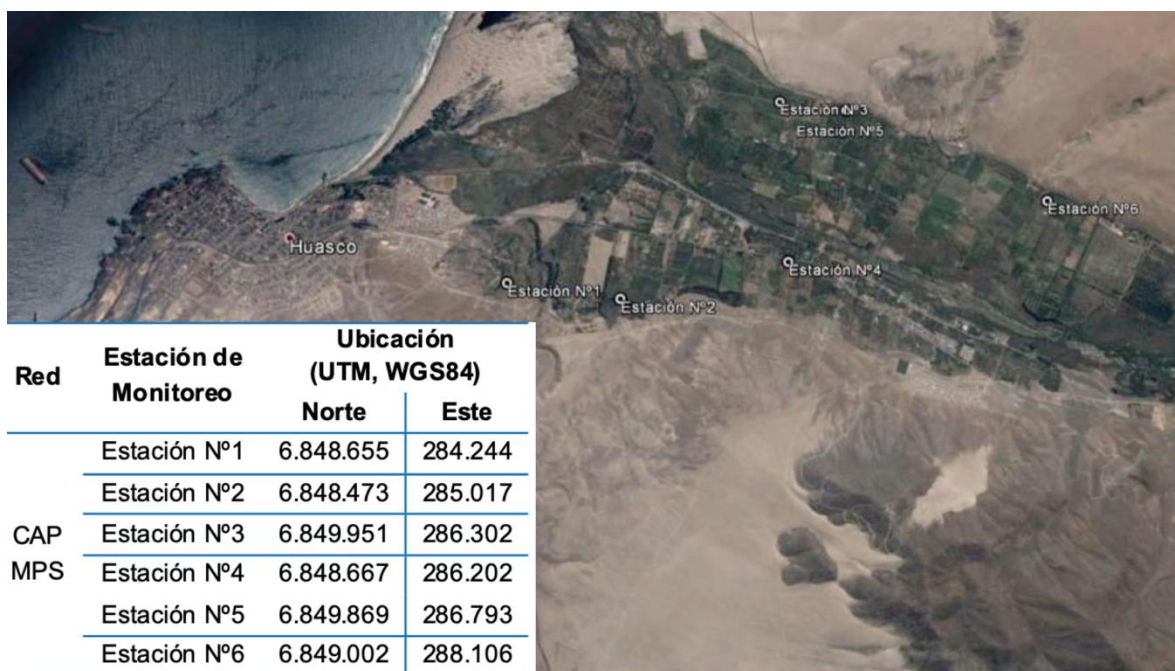 Estación Nº3
Estación Nº5
Estación Nº6
Huasco
Estación Nº4
Estación Nº1
Estación Nº2
Red Estación de Monitoreo Ubicación (UTM, WGS84)
Norte Este
CAP MPS
Estación Nº1 6.848.655 284.244
Estación Nº2 6.848.473 285.017
Estación Nº3 6.849.951 286.302
Estación Nº4 6.848.667 286.202
Estación Nº5 6.849.869 286.793
Estación Nº6 6.849.002 288.106